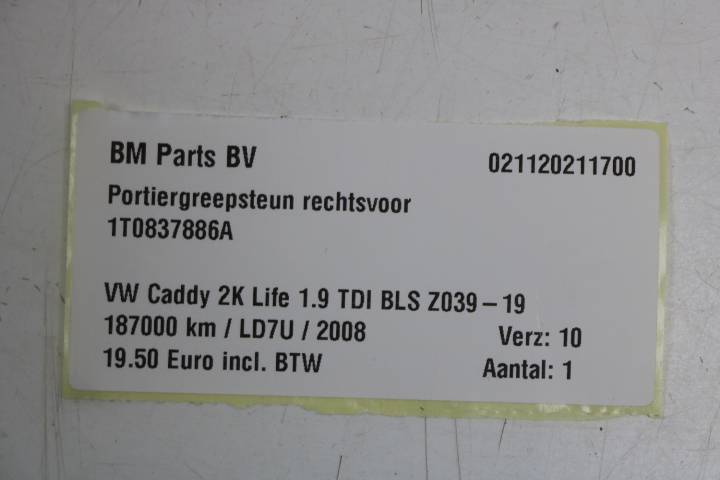 BM Parts BV 021120211700
Portiergreepsteun rechtsvoor
1T0837886A
VW Caddy 2K Life 1.9 TDI BLS Z039-19
187000 km / LD7U / 2008 Verz: 10
19.50 Euro incl. BTW Aantal: 1